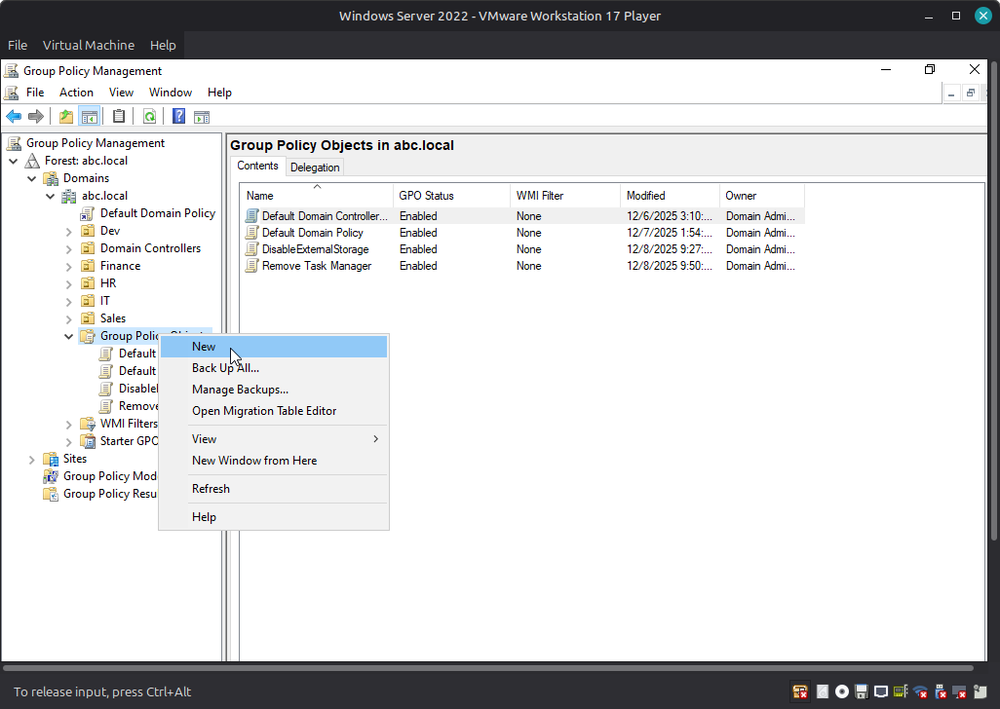 Windows Server 2022 - VMware Workstation 17 Player
File Virtual Machine Help
Group Policy Management
File Action View Window Help
Group Policy Management
Forest: abc.local
Domains
abc.local
Default Domain Policy
Dev
Domain Controllers
Finance
HR
IT
Sales
Group Policy
Default
Default
Disable
Remove
WMI Filters
Starter GPO
Sites
Group Policy Mod
Group Policy Resu
New
Back Up All...
Manage Backups...
Open Migration Table Editor
View
New Window from Here
Refresh
Help
Group Policy Objects in abc.local
Contents Delegation
Name GPO Status WMI Filter Modified Owner
Default Domain Controller... Enabled None 12/6/2025 3:10:... Domain Admi...
Default Domain Policy Enabled None 12/7/2025 1:54:... Domain Admi...
DisableExternalStorage Enabled None 12/8/2025 9:27:... Domain Admi...
Remove Task Manager Enabled None 12/8/2025 9:50:... Domain Admi...
To release input, press Ctrl+Alt